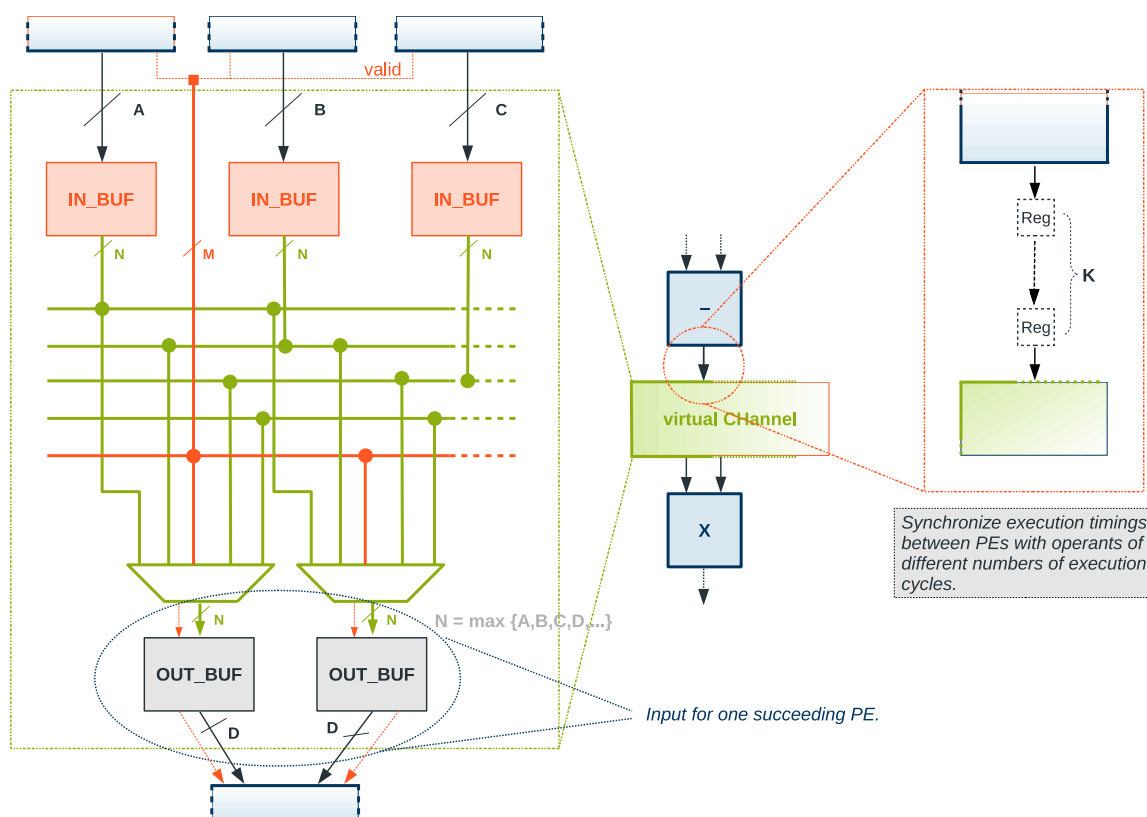 valid
A
B
C
IN_BUF
IN_BUF
IN_BUF
N
M
N
N
Reg
K
Reg
–
virtual CHannel
X
Synchronize execution timings
between PEs with operants of
different numbers of execution
cycles.
N
N
N = max {A,B,C,D,...}
OUT_BUF
OUT_BUF
Input for one succeeding PE.
D
D